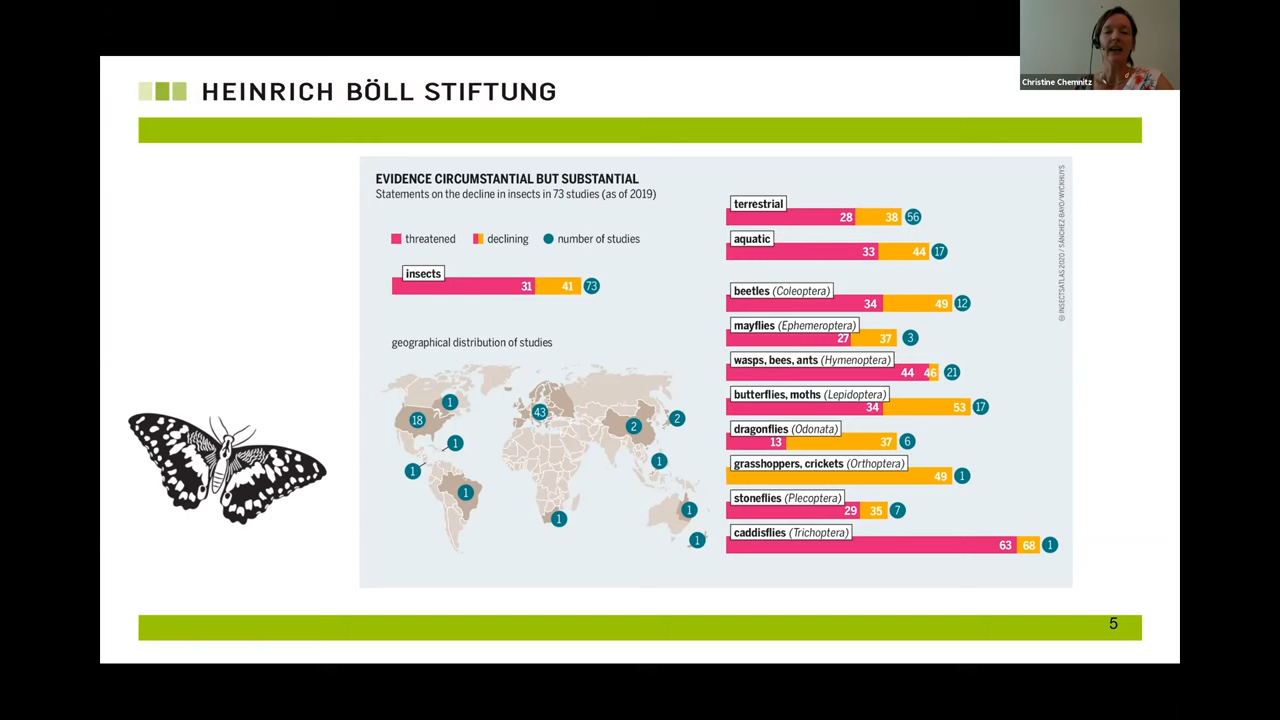 Christine Chemnitz
HEINRICH BÖLL STIFTUNG
EVIDENCE CIRCUMSTANTIAL BUT SUBSTANTIAL
Statements on the decline in insects in 73 studies (as of 2019)
threatened declining number of studies
insects
31 41 73
geographical distribution of studies
1
18
43
2
2
1
1
1
1
1
1
1
terrestrial
28 38 56
aquatic
33 44 17
beetles (Coleoptera)
34 49 12
mayflies (Ephemeroptera)
27 37 3
wasps, bees, ants (Hymenoptera)
44 46 21
butterflies, moths (Lepidoptera)
34 53 17
dragonflies (Odonata)
13 37 6
grasshoppers, crickets (Orthoptera)
49 1
stoneflies (Plecoptera)
29 35 7
caddisflies (Trichoptera)
63 68 1
© INSECTSATLAS 2020 / SÁNCHEZ-BAYO/WYCKHUYS
5